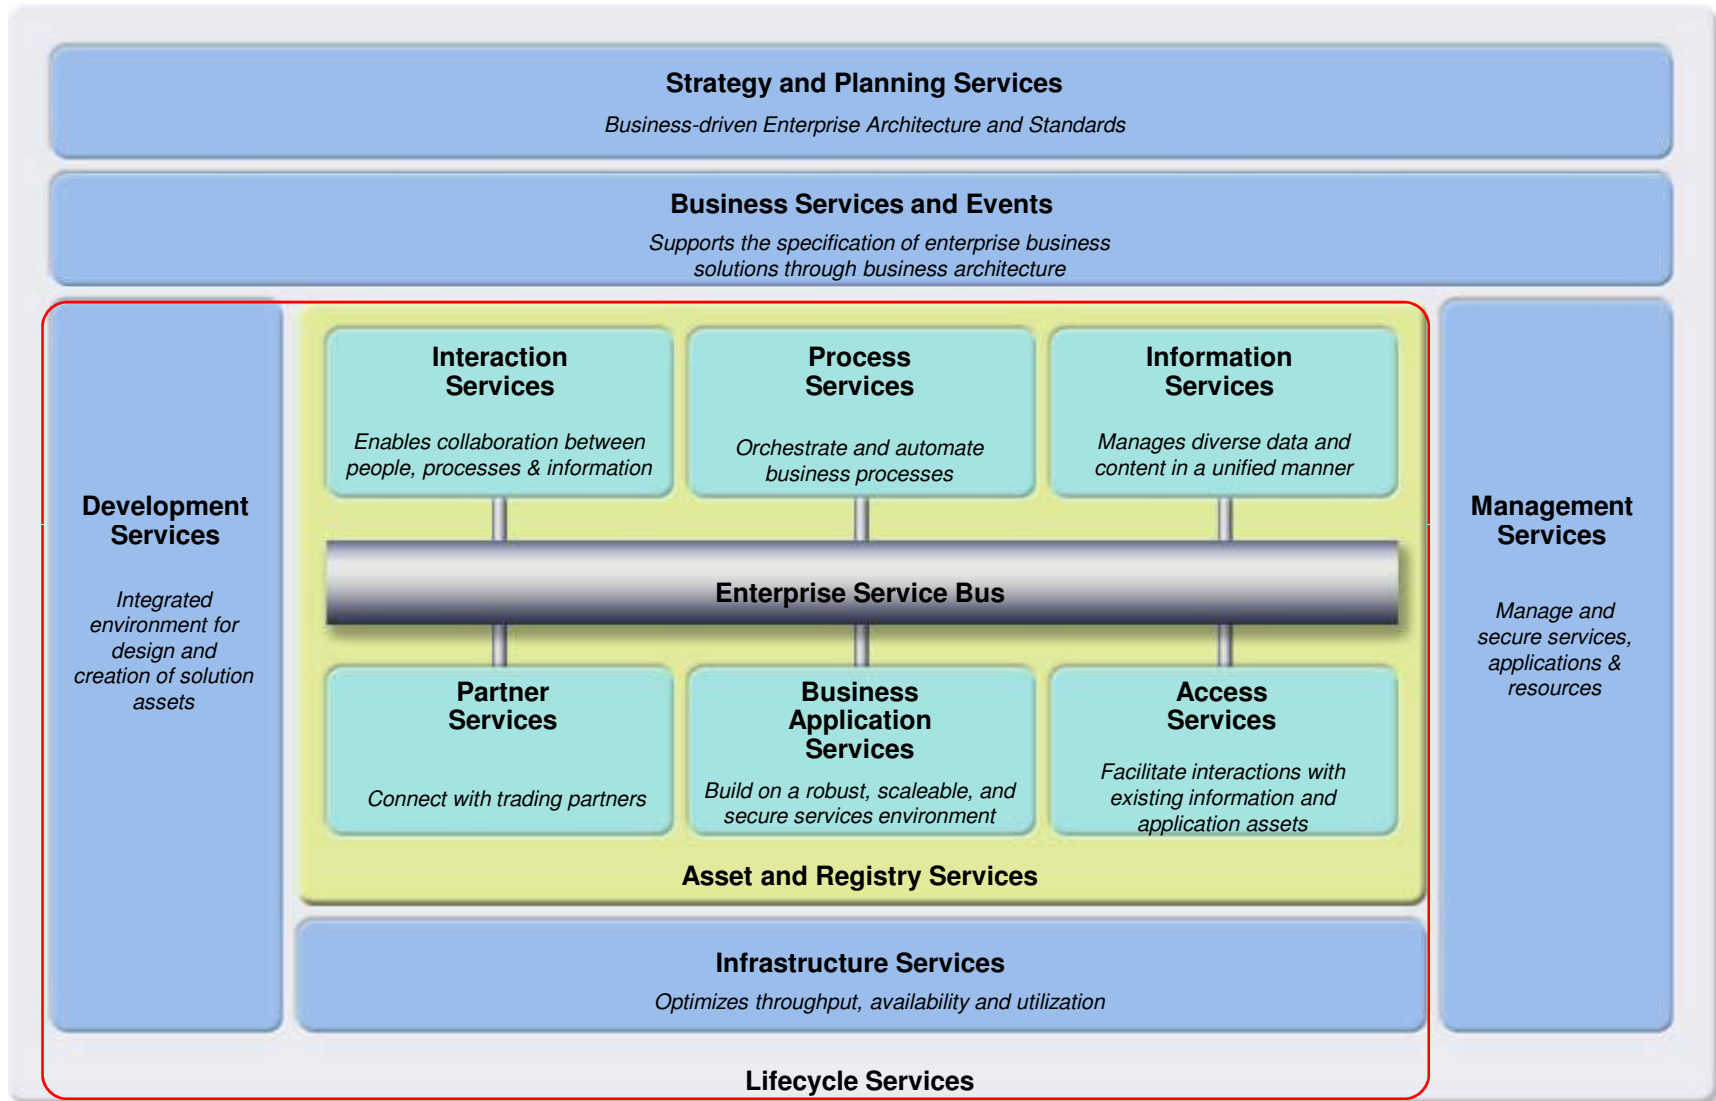 Strategy and Planning Services
Business-driven Enterprise Architecture and Standards
Business Services and Events
Supports the specification of enterprise business
solutions through business architecture
Development
Services
Integrated
environment for
design and
creation of solution
assets
Interaction
Services
Enables collaboration between
people, processes & information
Process
Services
Orchestrate and automate
business processes
Information
Services
Manages diverse data and
content in a unified manner
Enterprise Service Bus
Partner
Services
Connect with trading partners
Business
Application
Services
Build on a robust, scaleable, and
secure services environment
Access
Services
Facilitate interactions with
existing information and
application assets
Asset and Registry Services
Management
Services
Manage and
secure services,
applications &
resources
Infrastructure Services
Optimizes throughput, availability and utilization
Lifecycle Services